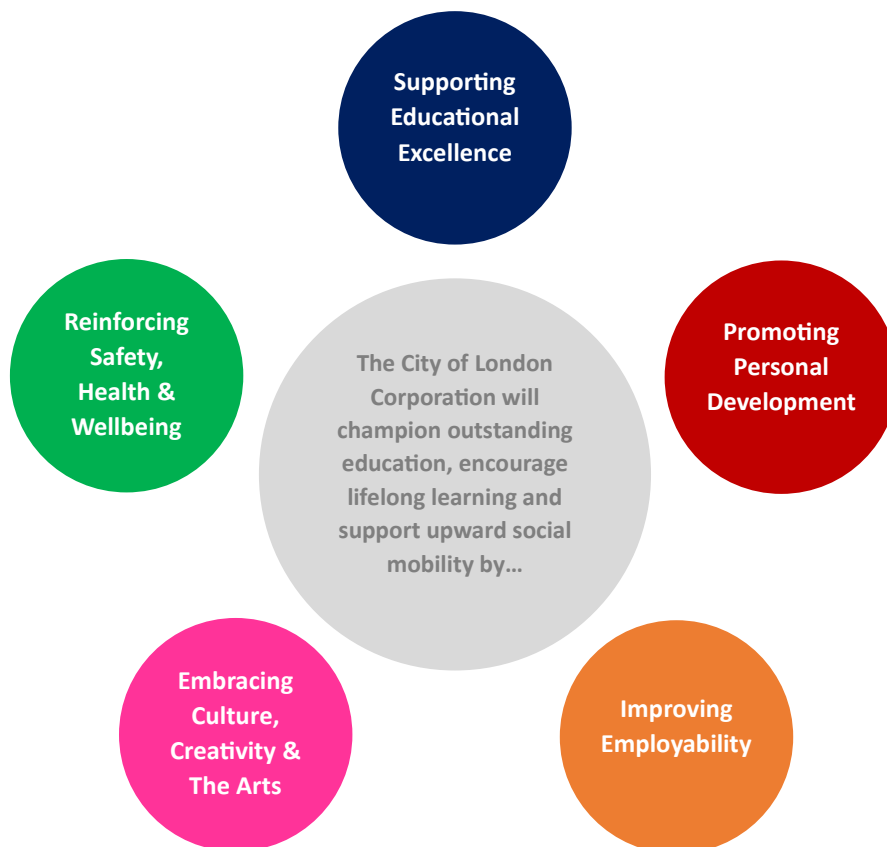 Supporting
Educational
Excellence
Reinforcing
Safety,
Health &
Wellbeing
Promoting
Personal
Development
The City of London
Corporation will
champion outstanding
education, encourage
lifelong learning and
support upward social
mobility by…
Embracing
Culture,
Creativity &
The Arts
Improving
Employability